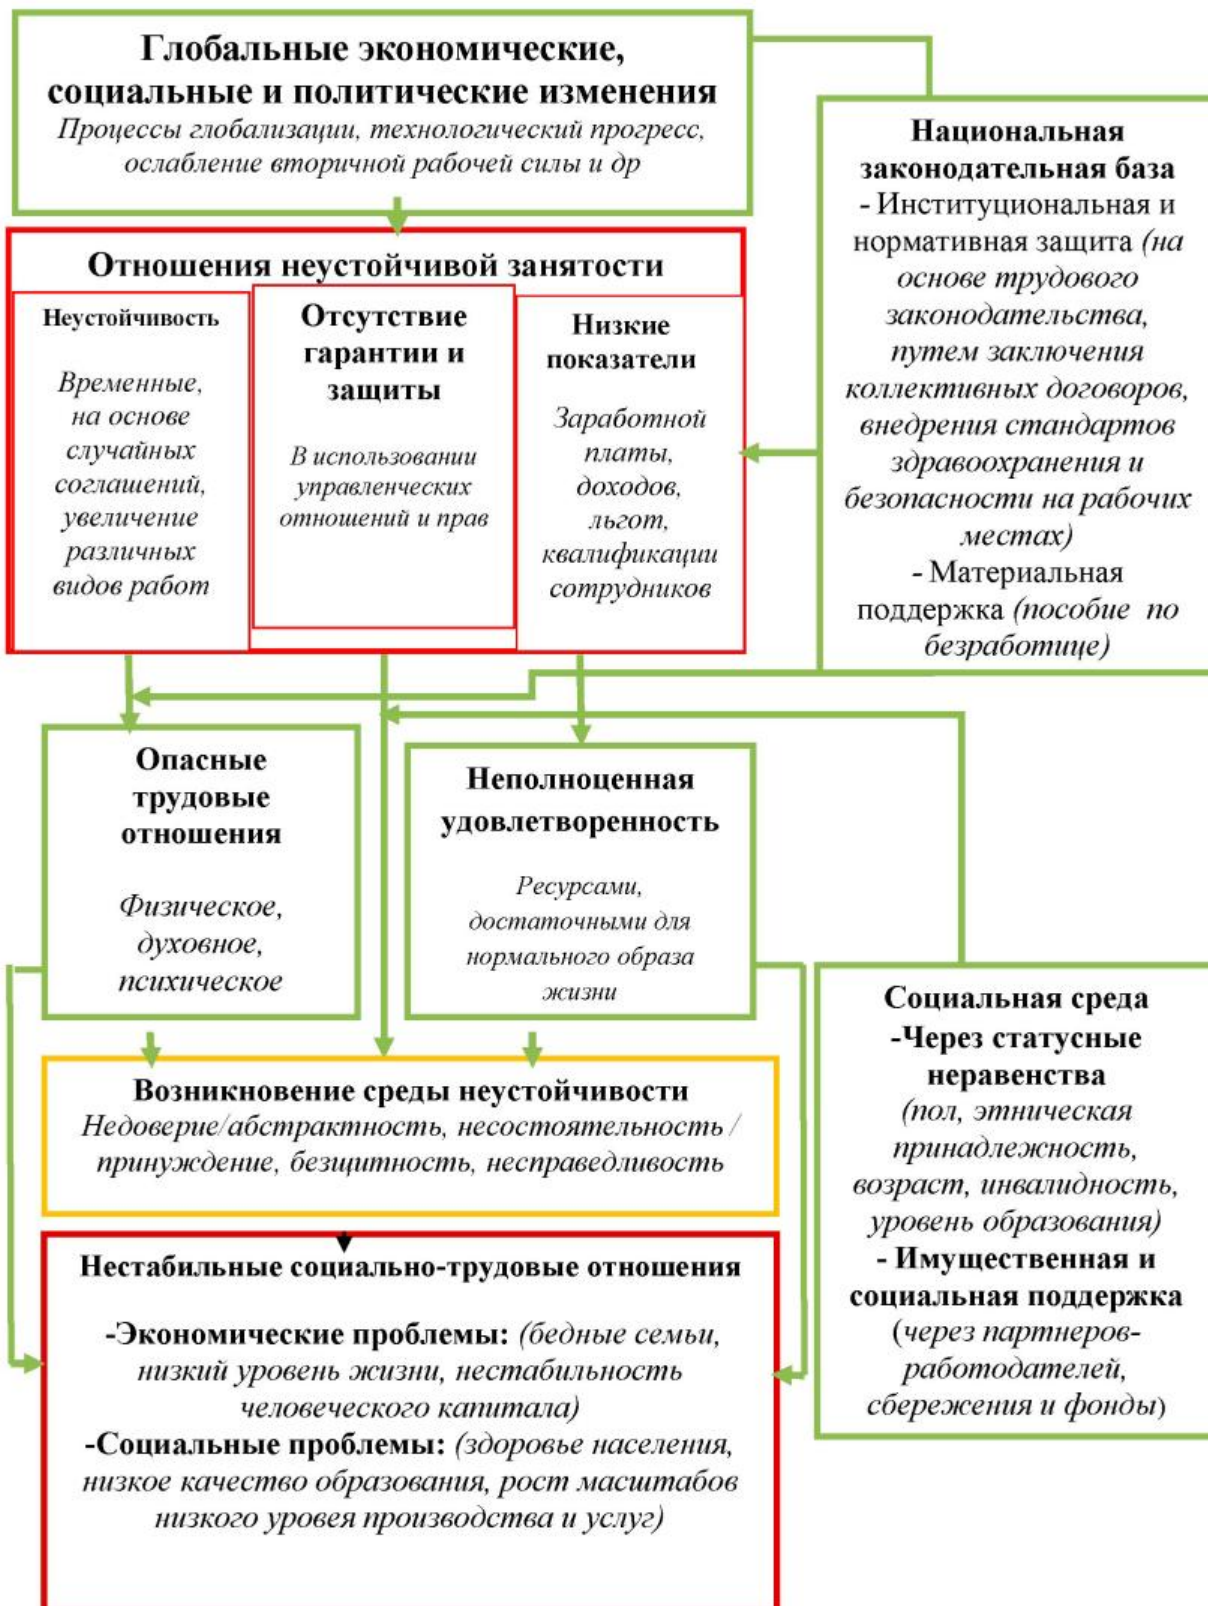 Глобальные экономические,
социальные и политические изменения
Процессы глобализации, технологический прогресс,
ослабление вторичной рабочей силы и др
Национальная
законодательная база
- Институциональная и
нормативная защита (на
основе трудового
законодательства,
путем заключения
коллективных договоров,
внедрения стандартов
здравоохранения и
безопасности на рабочих
местах)
- Материальная
поддержка (пособие по
безработице)
Отношения неустойчивой занятости
Неустойчивость
Временные,
на основе
случайных
соглашений,
увеличение
различных
видов работ
Отсутствие
гарантии и
защиты
В использовании
управленческих
отношений и прав
Низкие
показатели
Заработной
платы,
доходов,
льгот,
квалификации
сотрудников
Опасные
трудовые
отношения
Физическое,
духовное,
психическое
Неполноценная
удовлетворенность
Ресурсами,
достаточными для
нормального образа
жизни
Социальная среда
-Через статусные
неравенства
(пол, этническая
принадлежность,
возраст, инвалидность,
уровень образования)
- Имущественная и
социальная поддержка
(через партнеров-
работодателей,
сбережения и фонды)
Возникновение среды неустойчивости
Недоверие/абстрактность, несостоятельность /
принуждение, безщитность, несправедливость
Нестабильные социально-трудовые отношения
-Экономические проблемы: (бедные семьи,
низкий уровень жизни, нестабильность
человеческого капитала)
-Социальные проблемы: (здоровье населения,
низкое качество образования, рост масштабов
низкого уровея производства и услуг)